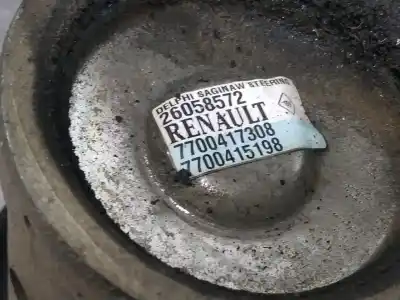 DELPHI SAGINAW STEERING
26058572
RENAULT
7700417308
7700415198